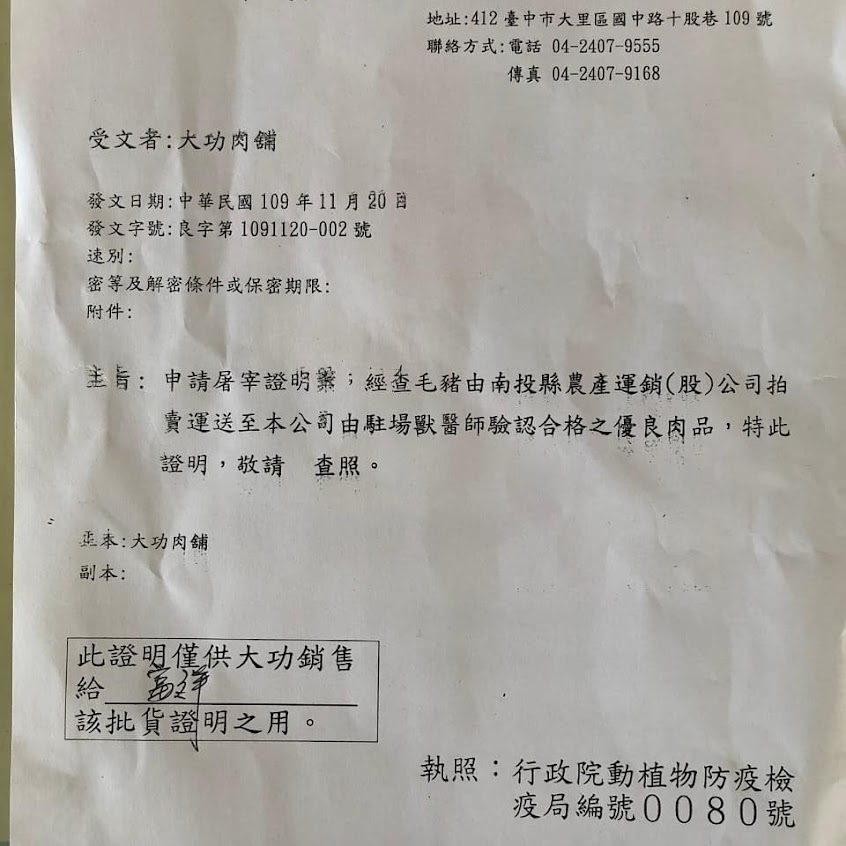 地址:412 臺中市大里區國中路十股巷 109 號
聯絡方式:電話 04-2407-9555
傳真 04-2407-9168
受文者:大功肉舖
發文日期:中華民國 109 年 11 月 20 日
發文字號:良字第 1091120-002 號
速別:
密等及解密條件或保密期限:
附件:
主旨: 申請屠宰證明案;經查毛豬由南投縣農產運銷(股)公司拍
賣運送至本公司由駐場獸醫師驗認合格之優良肉品,特此
證明,敬請 查照。
正本:大功肉舖
副本:
此證明僅供大功銷售
給
該批貨證明之用。
執照:行政院動植物防疫檢
疫局編號0080號